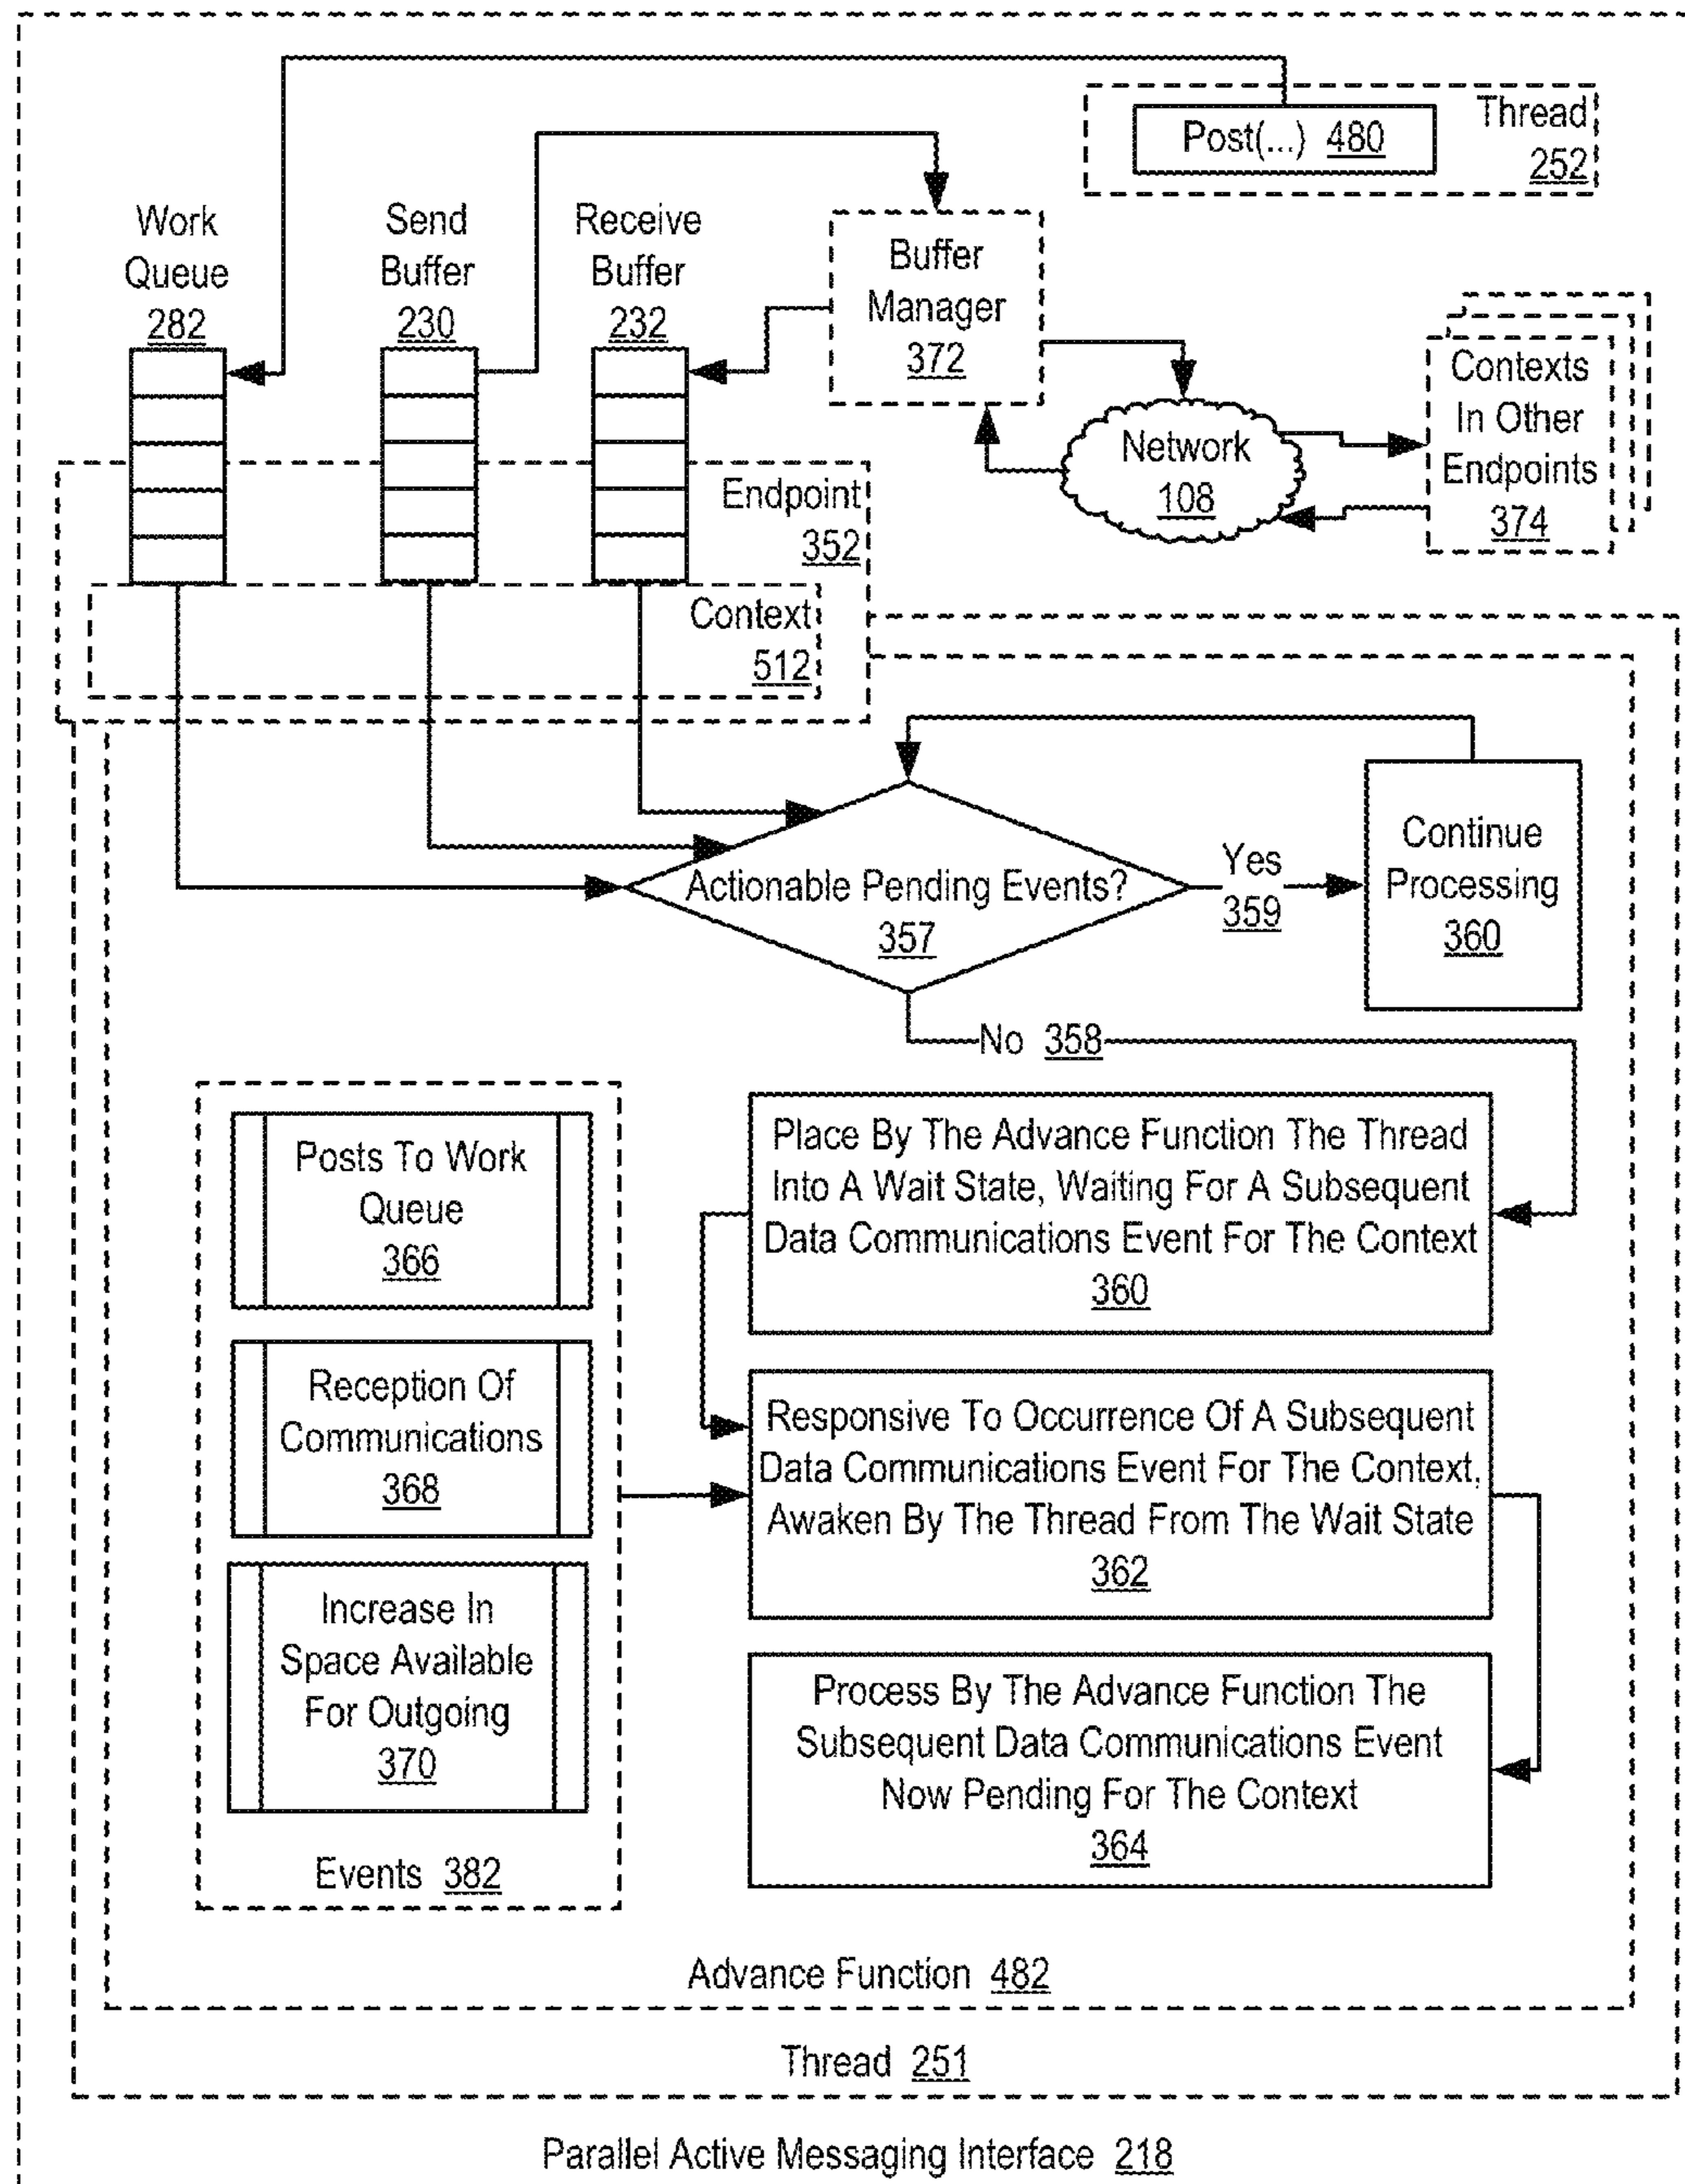 Thread
252
Post(...) 480
Work
Queue
282
Send
Buffer
230
Receive
Buffer
232
Buffer
Manager
372
Network
108
Contexts
In Other
Endpoints
374
Endpoint
352
Context
512
Actionable Pending Events?
357
Yes
359
Continue
Processing
360
No 358
Posts To Work
Queue
366
Reception Of
Communications
368
Increase In
Space Available
For Outgoing
370
Events 382
Place By The Advance Function The Thread
Into A Wait State, Waiting For A Subsequent
Data Communications Event For The Context
360
Responsive To Occurrence Of A Subsequent
Data Communications Event For The Context,
Awaken By The Thread From The Wait State
362
Process By The Advance Function The
Subsequent Data Communications Event
Now Pending For The Context
364
Advance Function 482
Thread 251
Parallel Active Messaging Interface 218